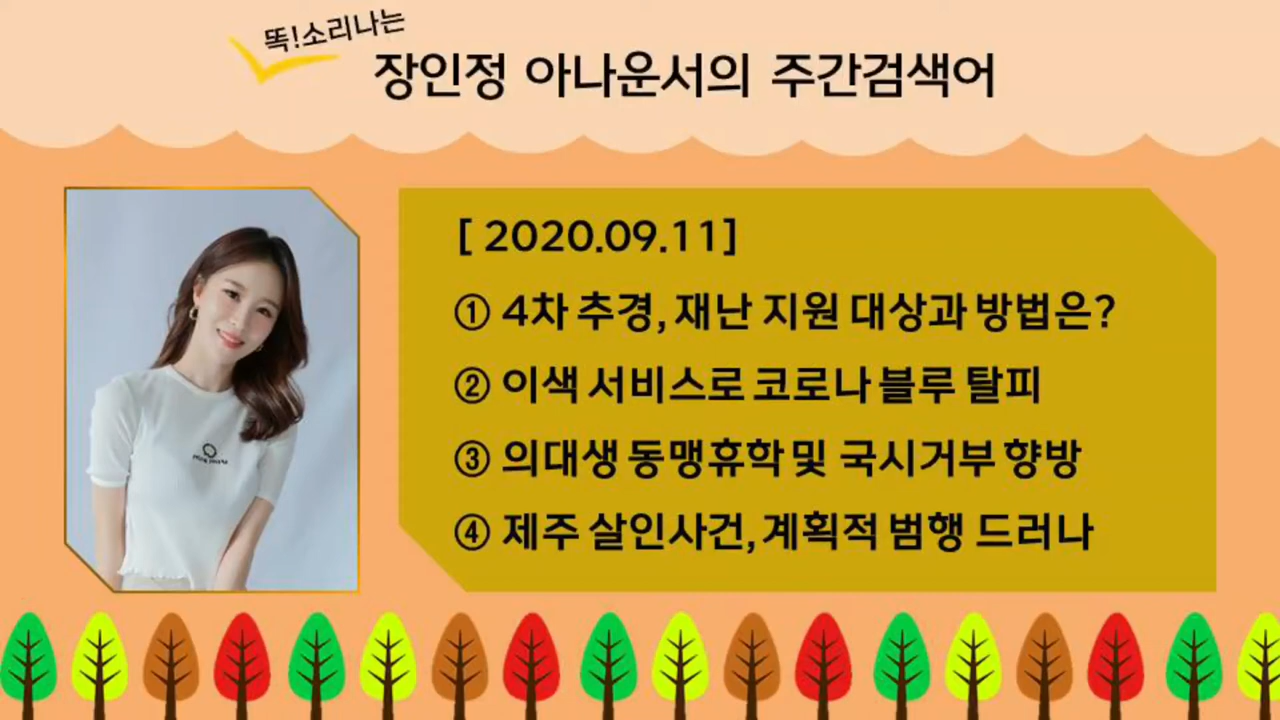 똑!소리나는
장인정 아나운서의 주간검색어
[ 2020.09.11]
① 4차 추경, 재난 지원 대상과 방법은?
② 이색 서비스로 코로나 블루 탈피
③ 의대생 동맹휴학 및 국시거부 향방
④ 제주 살인사건, 계획적 범행 드러나